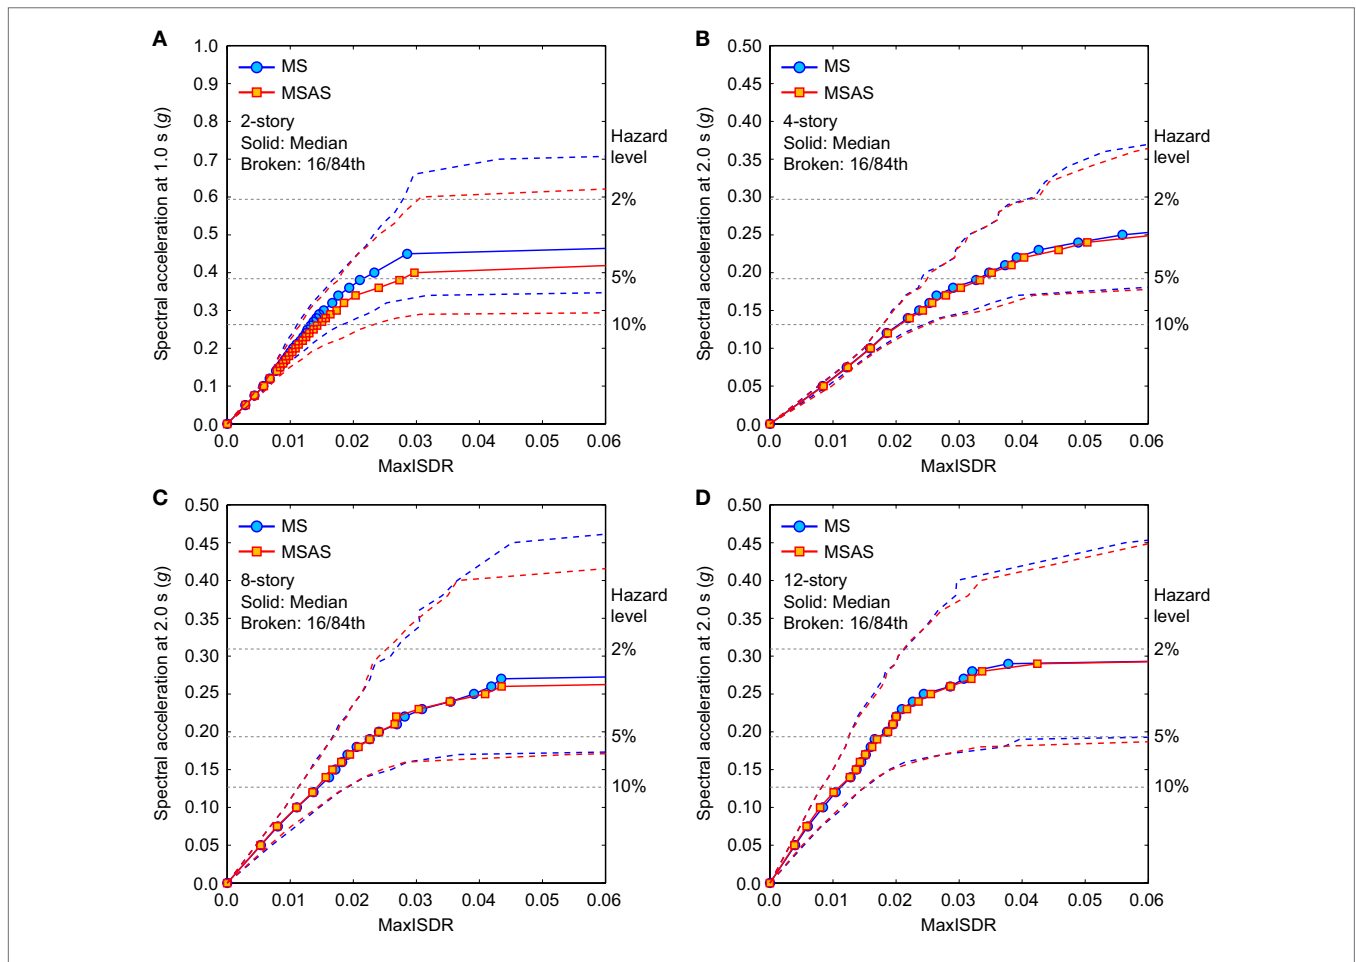 A
1.0
0.9
0.8
0.7
0.6
0.5
0.4
0.3
0.2
0.1
0.0
Spectral acceleration at 1.0 s (g)
MS
MSAS
2-story
Solid: Median
Broken: 16/84th
Hazard
level
2%
5%
10%
0.0 0.01 0.02 0.03 0.04 0.05 0.06
MaxISDR
B
0.50
0.45
0.40
0.35
0.30
0.25
0.20
0.15
0.10
0.05
0.0
Spectral acceleration at 2.0 s (g)
MS
MSAS
4-story
Solid: Median
Broken: 16/84th
Hazard
level
2%
5%
10%
0.0 0.01 0.02 0.03 0.04 0.05 0.06
MaxISDR
C
0.50
0.45
0.40
0.35
0.30
0.25
0.20
0.15
0.10
0.05
0.0
Spectral acceleration at 2.0 s (g)
MS
MSAS
8-story
Solid: Median
Broken: 16/84th
Hazard
level
2%
5%
10%
0.0 0.01 0.02 0.03 0.04 0.05 0.06
MaxISDR
D
0.50
0.45
0.40
0.35
0.30
0.25
0.20
0.15
0.10
0.05
0.0
Spectral acceleration at 2.0 s (g)
MS
MSAS
12-story
Solid: Median
Broken: 16/84th
Hazard
level
2%
5%
10%
0.0 0.01 0.02 0.03 0.04 0.05 0.06
MaxISDR